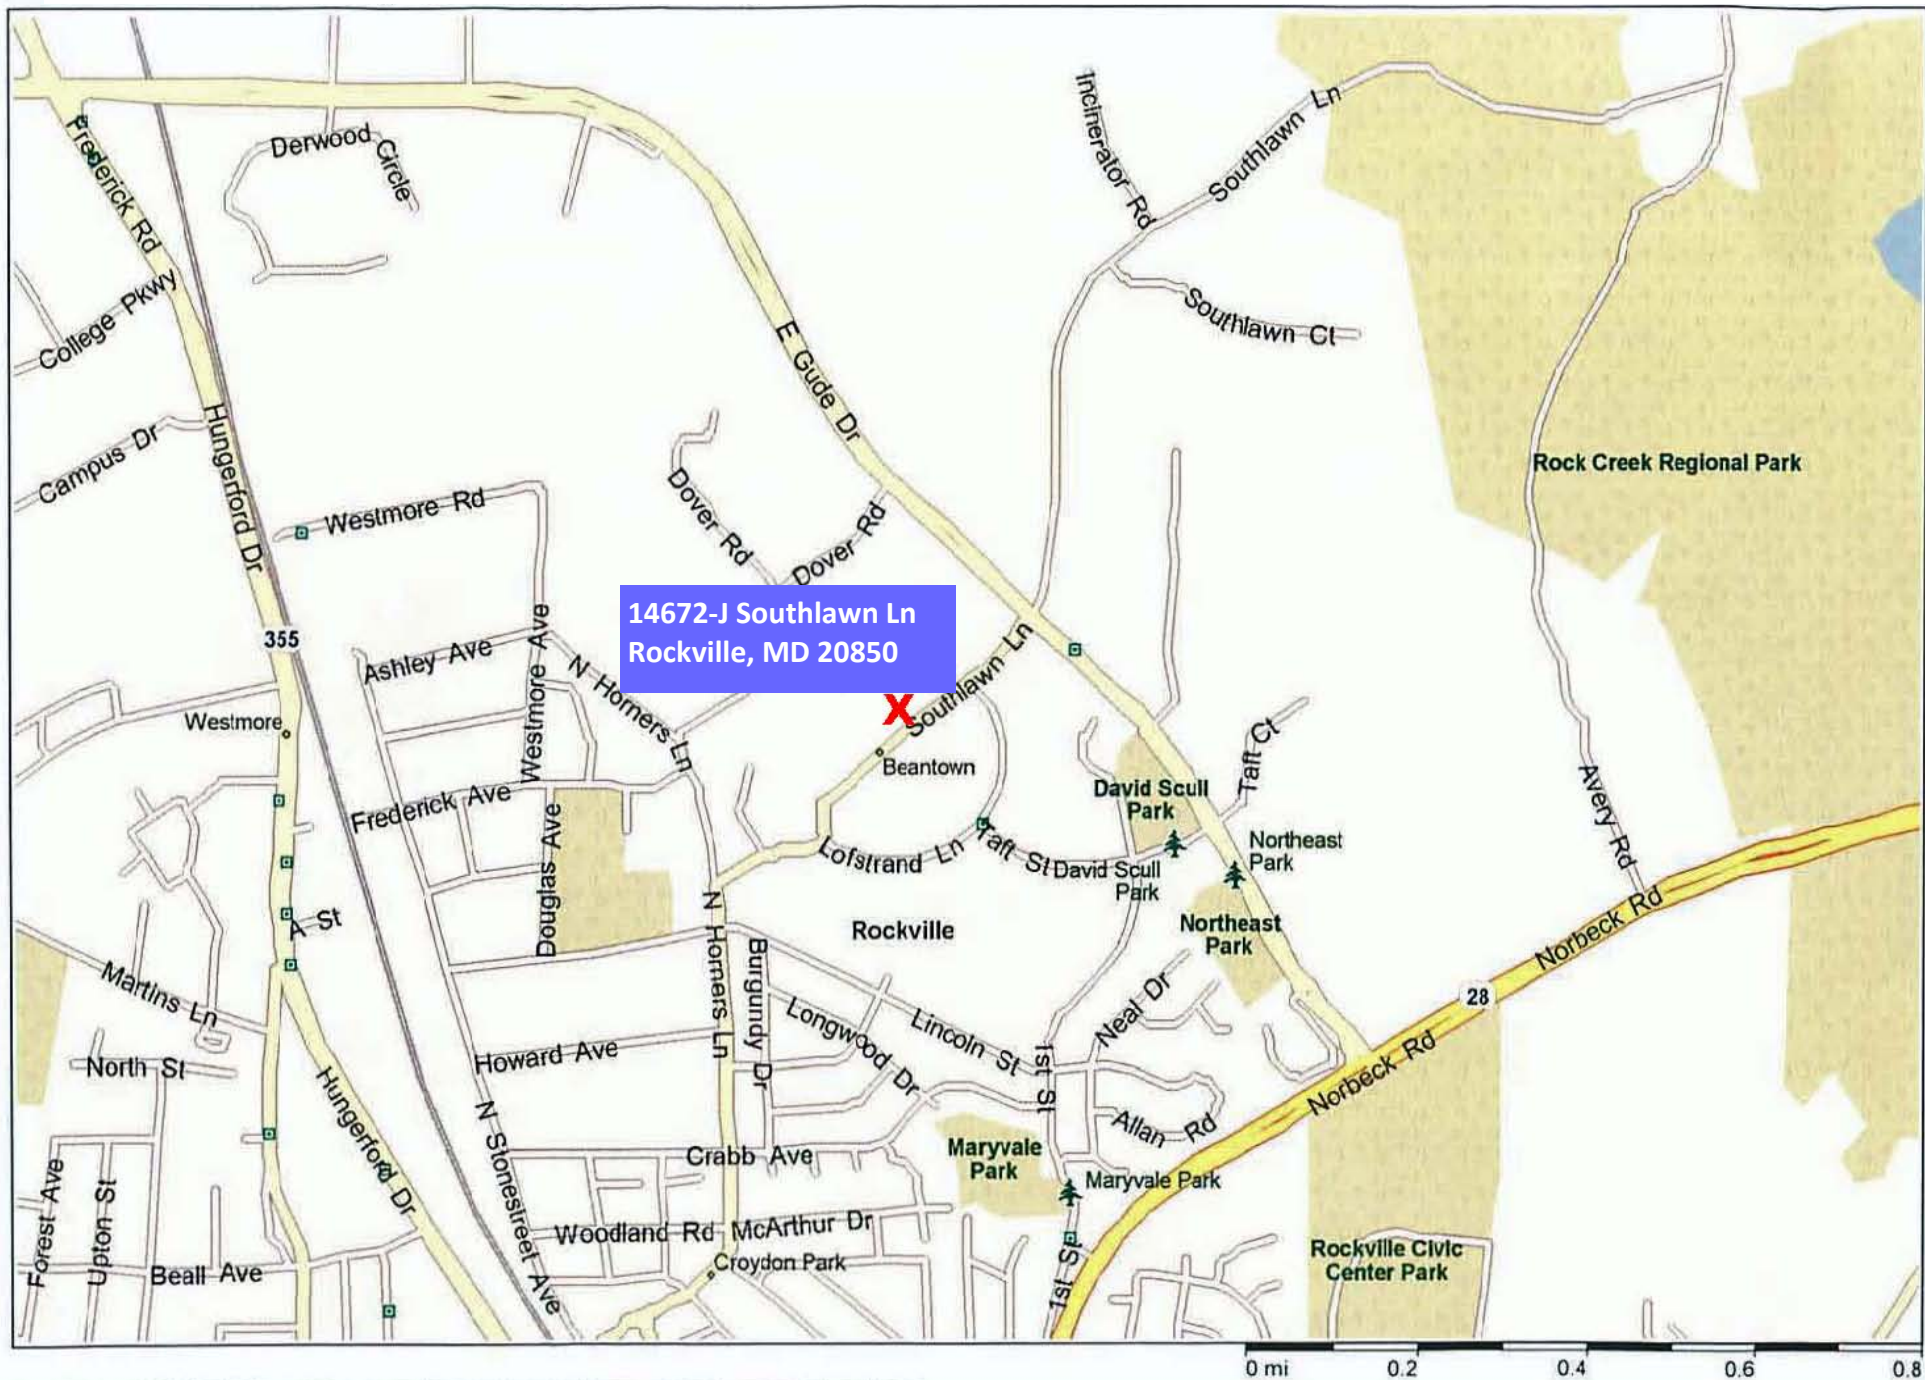 Frederick Rd
Derwood Circle
Incinerator Rd
Southlawn Ln
College Pkwy
Southlawn Ct
E Gude Dr
Campus Dr
Hungerford Dr
Rock Creek Regional Park
Dover Rd
Westmore Rd
Dover Rd
14672-J Southlawn Ln
Rockville, MD 20850
355
Ashley Ave
Westmore Ave
N Horners Ln
Southlawn Ln
Westmore
Beantown
David Scull
Park
Taft Ct
Avery Rd
Frederick Ave
Douglas Ave
Lofstrand Ln
Taft St
David Scull
Park
Northeast
Park
A St
N Horners Ln
Rockville
Northeast
Park
Norbeck Rd
Martins Ln
Burgundy Dr
Longwood Dr
Lincoln St
Neal Dr
28
North St
Howard Ave
1st St
Norbeck Rd
Hungerford Dr
N Stonestreet Ave
Allan Rd
Crabb Ave
Maryvale
Park
Maryvale Park
Forest Ave
Upton St
Woodland Rd
McArthur Dr
Beall Ave
Croydon Park
1st St
Rockville Civic
Center Park
0 mi 0.2 0.4 0.6 0.8